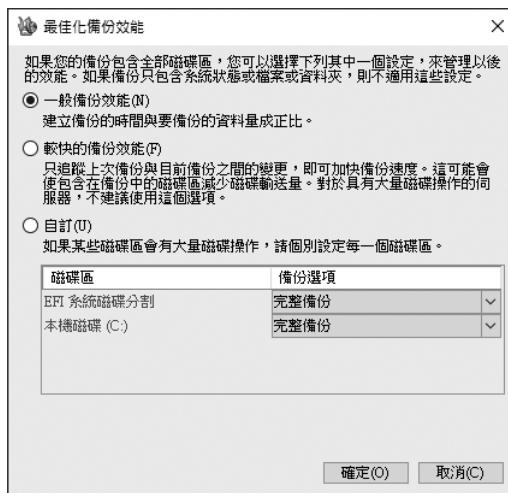 最佳化備份效能
如果您的備份包含全部磁碟區，您可以選擇下列其中一個設定，來管理以後
的效能。如果備份只包含系統狀態或檔案或資料夾，則不適用這些設定。
一般備份效能(N)
建立備份的時間與要備份的資料量成正比。
較快的備份效能(F)
只追蹤上次備份與目前備份之間的變更，即可加快備份速度。這可能會
使包含在備份中的磁碟區減少磁碟輸送量。對於具有大量磁碟操作的伺
服器，不建議使用這個選項。
自訂(U)
如果某些磁碟區會有大量磁碟操作，請個別設定每一個磁碟區。
磁碟區 備份選項
EFI 系統磁碟分割 完整備份
本機磁碟 (C:) 完整備份
確定(O) 取消(C)